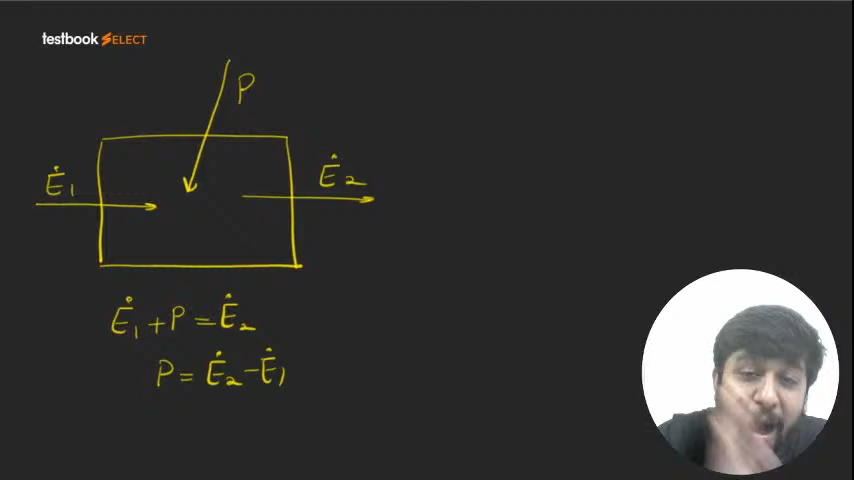 testbook SELECT
P
Ė₁
Ė₂
Ė₁ + P = Ė₂
P = Ė₂ - Ė₁